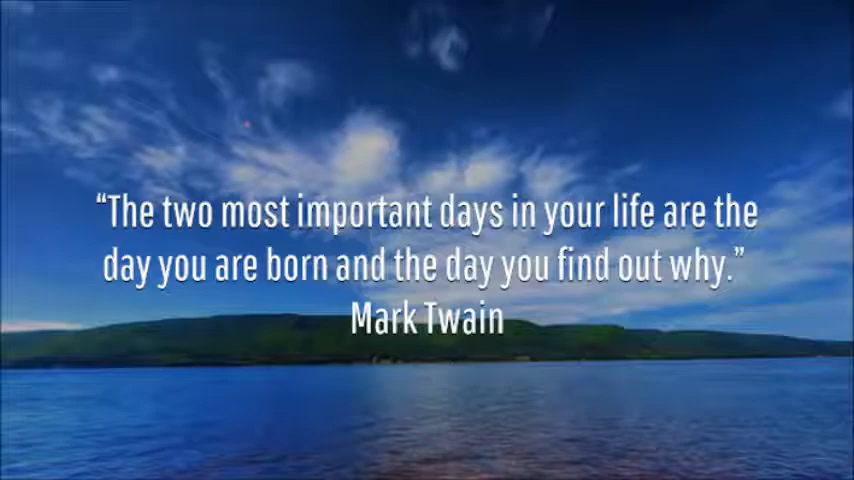 “The two most important days in your life are the
day you are born and the day you find out why.”
Mark Twain